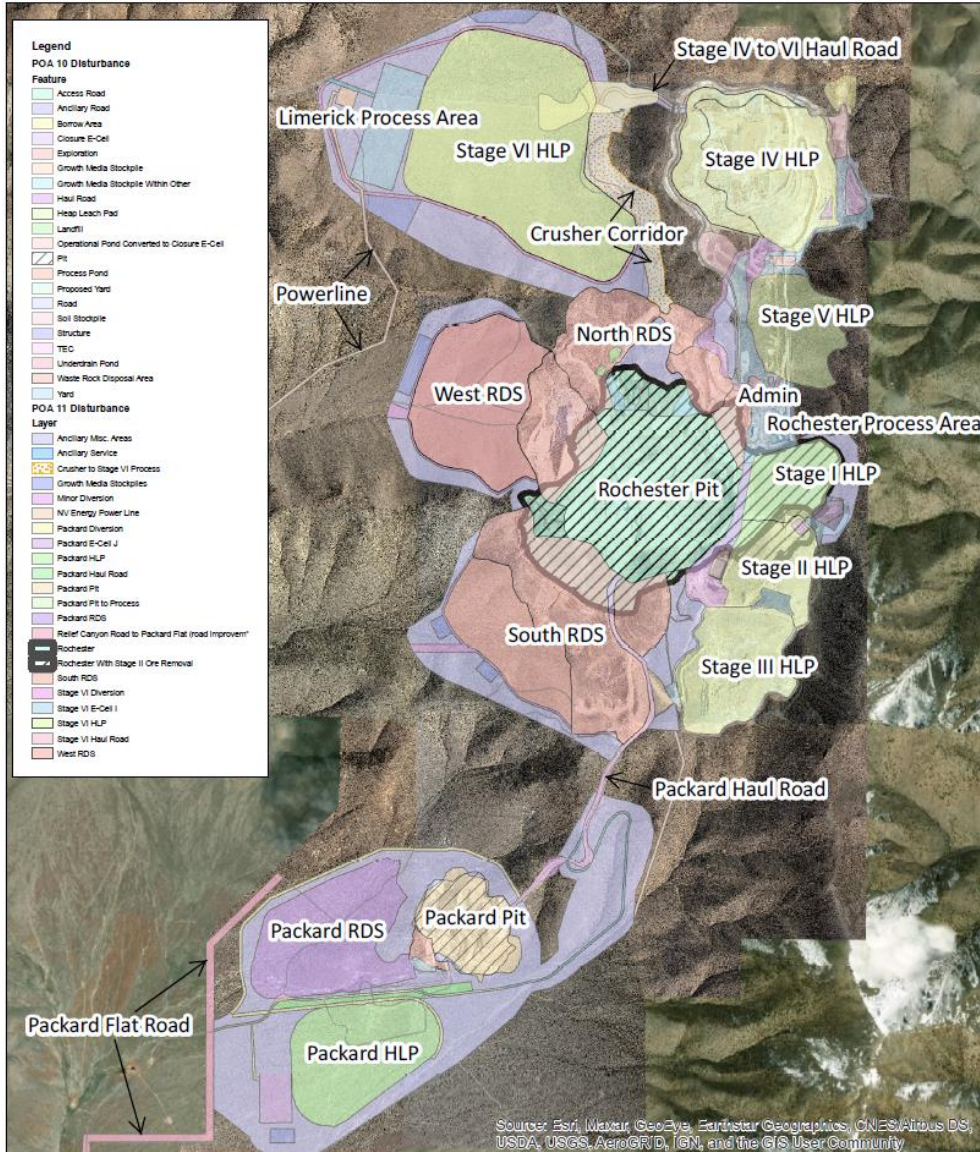 Legend
POA 10 Disturbance
Feature
Access Road
Ancillary Road
Borrow Area
Closure E-Cell
Exploration
Growth Media Stockpile
Growth Media Stockpile Within Other
Haul Road
Heap Leach Pad
Landfill
Operational Pond Converted to Closure E-Cell
Pit
Process Pond
Proposed Yard
Road
Soil Stockpile
Structure
TEC
Underdrain Pond
Waste Rock Disposal Area
Yard
POA 11 Disturbance
Layer
Ancillary Misc. Areas
Ancillary Service
Crusher to Stage VI Process
Growth Media Stockpiles
Minor Diversion
NV Energy Power Line
Packard Diversion
Packard E-Cell J
Packard HLP
Packard Haul Road
Packard Pit
Packard Pit to Process
Packard RDS
Relief Canyon Road to Packard Flat (road Improvem*
Rochester
Rochester With Stage II Ore Removal
South RDS
Stage VI Diversion
Stage VI E-Cell I
Stage VI HLP
Stage VI Haul Road
West RDS
Stage IV to VI Haul Road
Limerick Process Area
Stage VI HLP
Stage IV HLP
Crusher Corridor
Powerline
Stage V HLP
North RDS
West RDS
Admin
Rochester Process Area
Stage I HLP
Rochester Pit
Stage II HLP
South RDS
Stage III HLP
Packard Haul Road
Packard RDS
Packard Pit
Packard Flat Road
Packard HLP
Source: Esri, Maxar, GeoEye, Earthstar Geographics, CNES/Airbus DS,
USDA, USGS, AeroGRID, IGN, and the GIS User Community